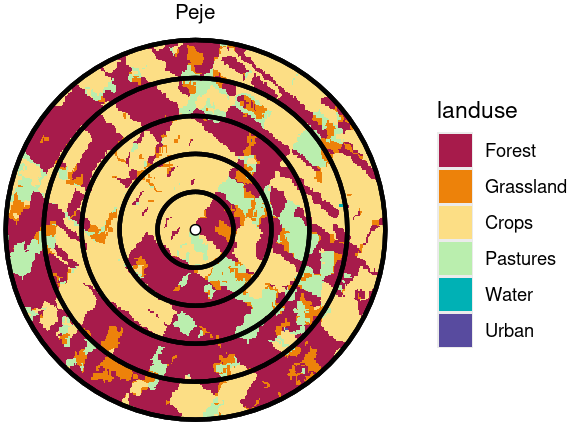 Peje
landuse
Forest
Grassland
Crops
Pastures
Water
Urban